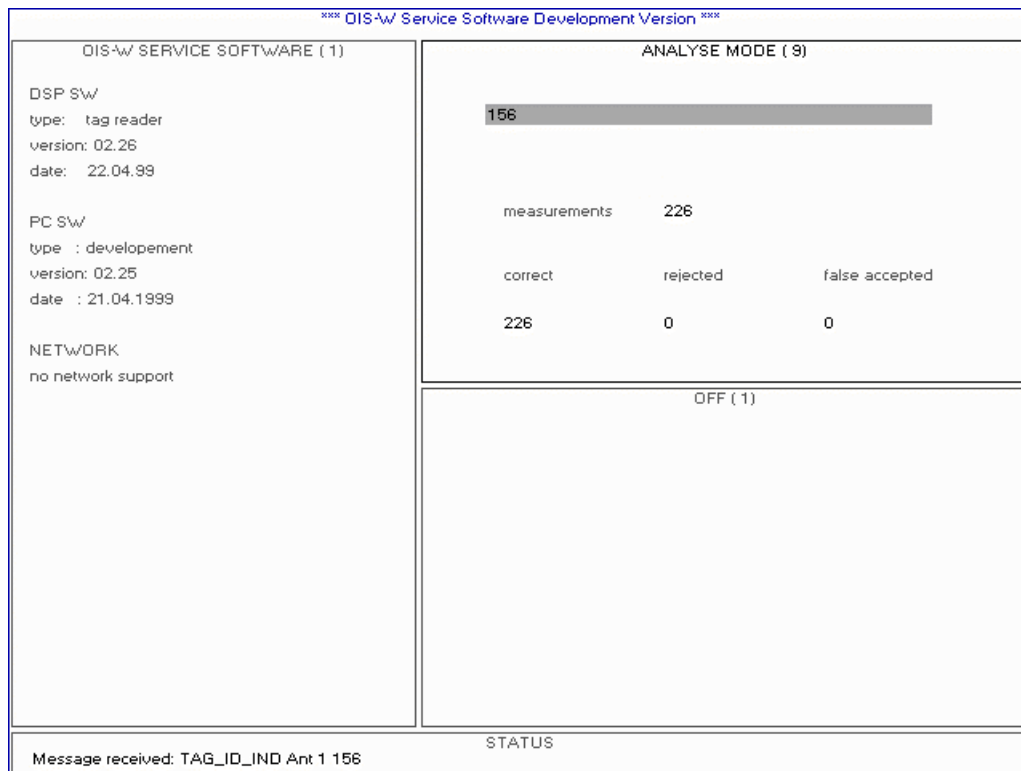 *** OIS-W Service Software Development Version ***
OIS-W SERVICE SOFTWARE ( 1 )
DSP SW
type: tag reader
version: 02.26
date: 22.04.99
PC SW
type : developement
version: 02.25
date : 21.04.1999
NETWORK
no network support
ANALYSE MODE ( 9 )
156
measurements 226
correct rejected false accepted
226 0 0
OFF ( 1 )
STATUS
Message received: TAG_ID_IND Ant 1 156